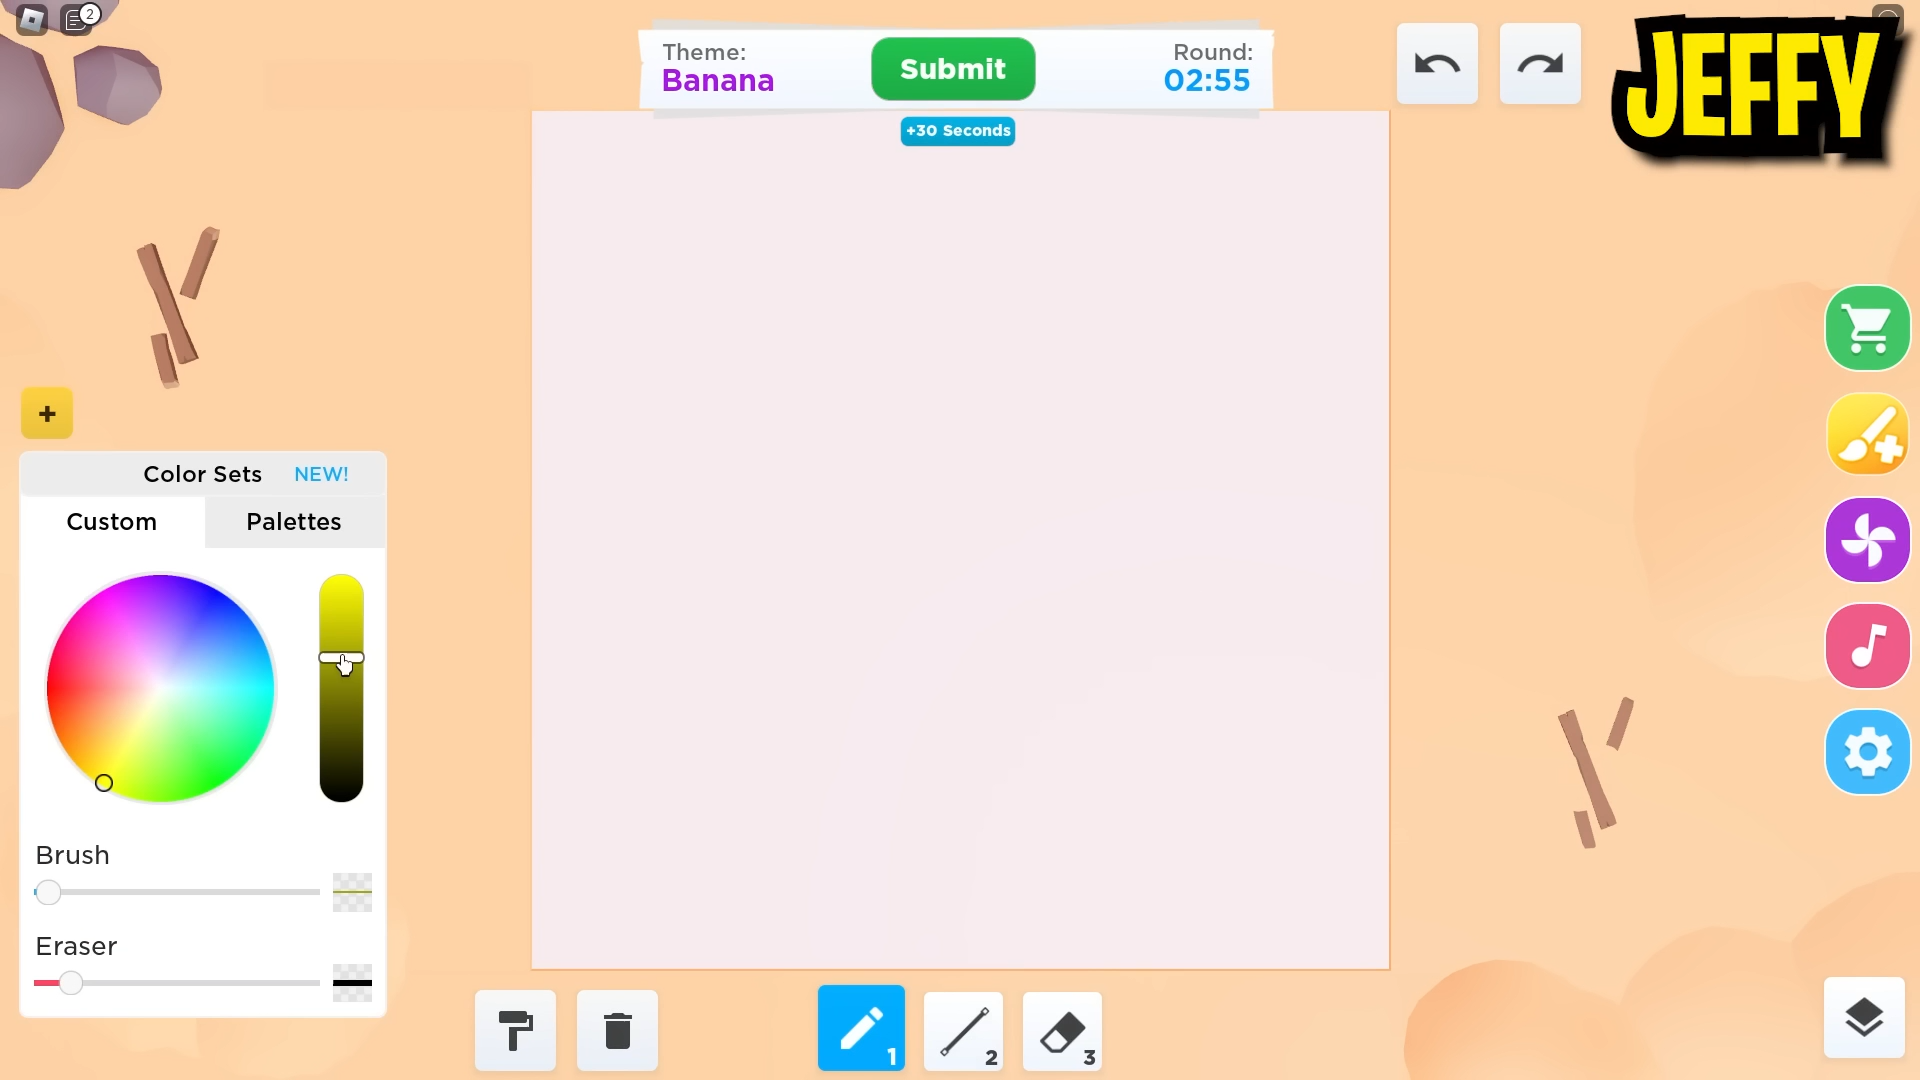 2
Theme:
Banana
Submit
Round:
02:55
+30 Seconds
JEFFY
+
Color Sets NEW!
Custom Palettes
Brush
Eraser
1
2
3